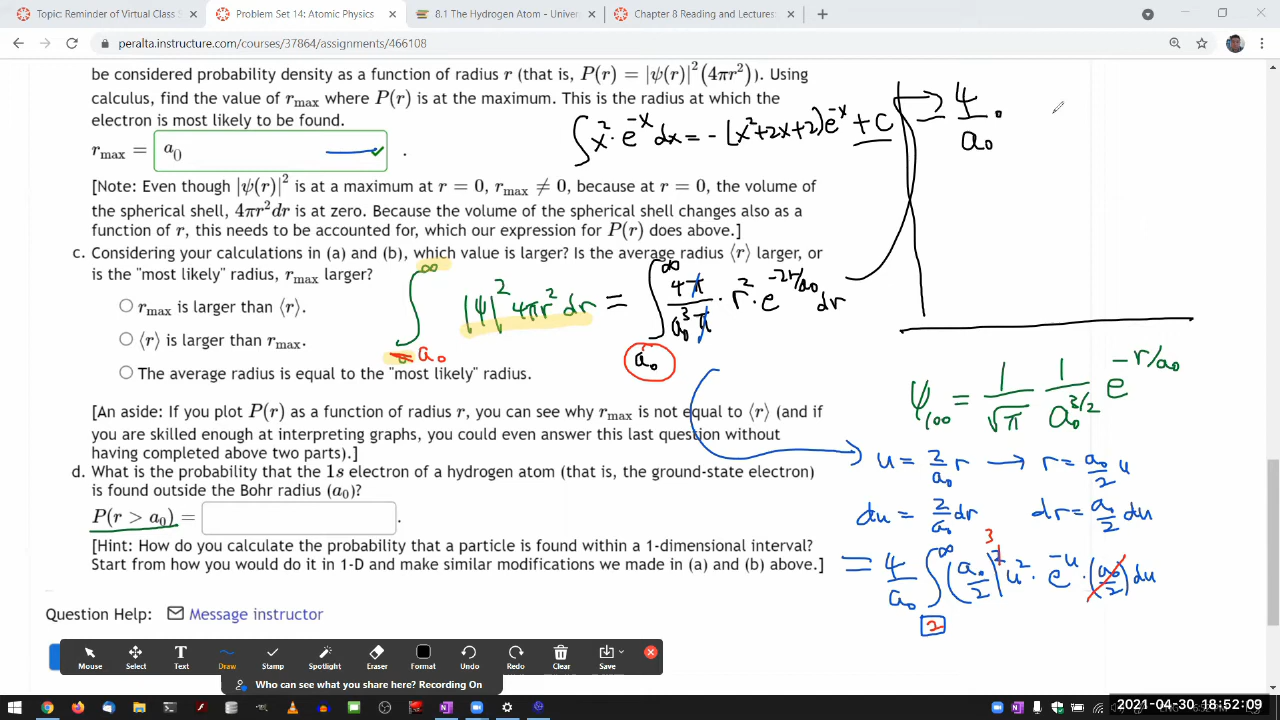 Topic: Reminder of Virtual Class S
Problem Set 14: Atomic Physics
8.1 The Hydrogen Atom - Univer
Chapter 8 Reading and Lectures:
peralta.instructure.com/courses/37864/assignments/466108
be considered probability density as a function of radius r (that is, P(r) = |ψ(r)|²(4πr²)). Using
calculus, find the value of r_max where P(r) is at the maximum. This is the radius at which the
electron is most likely to be found.
r_max = a₀ .
∫ x² · e^-x dx = -(x²+2x+2)e^-x + C
→ 4/a₀ ·
[Note: Even though |ψ(r)|² is at a maximum at r = 0, r_max ≠ 0, because at r = 0, the volume of
the spherical shell, 4πr²dr is at zero. Because the volume of the spherical shell changes also as a
function of r, this needs to be accounted for, which our expression for P(r) does above.]
c. Considering your calculations in (a) and (b), which value is larger? Is the average radius ⟨r⟩ larger, or
is the "most likely" radius, r_max larger?
r_max is larger than ⟨r⟩.
⟨r⟩ is larger than r_max.
The average radius is equal to the "most likely" radius.
∫_a₀^∞ |ψ|² 4πr² dr = ∫_a₀^∞ 4π/(a₀³π) · r² · e^-2r/a₀ dr
ψ₁₀₀ = 1/√π 1/a₀^3/2 e^-r/a₀
[An aside: If you plot P(r) as a function of radius r, you can see why r_max is not equal to ⟨r⟩ (and if
you are skilled enough at interpreting graphs, you could even answer this last question without
having completed above two parts).]
d. What is the probability that the 1s electron of a hydrogen atom (that is, the ground-state electron)
is found outside the Bohr radius (a₀)?
P(r > a₀) = .
[Hint: How do you calculate the probability that a particle is found within a 1-dimensional interval?
Start from how you would do it in 1-D and make similar modifications we made in (a) and (b) above.]
u = 2/a₀ r → r = a₀/2 u
du = 2/a₀ dr dr = a₀/2 du
= 4/a₀ ∫_2^∞ (a₀/2)³ u² · e^-u · (a₀/2) du
Question Help: Message instructor
Mouse Select Text Draw Stamp Spotlight Eraser Format Undo Redo Clear Save
Who can see what you share here? Recording On
2021-04-30 18:52:09